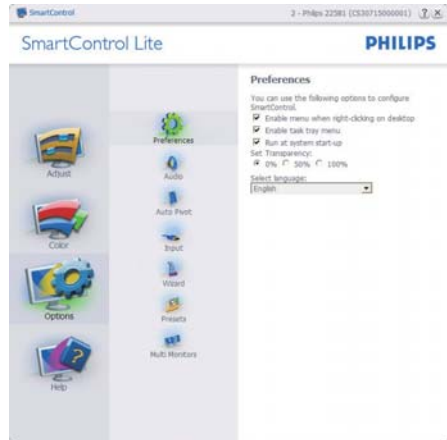 SmartControl
2 - Philips 225B1 (CS30715000001)
SmartControl Lite
PHILIPS
Adjust
Color
Options
Help
Preferences
Audio
Auto Pivot
Input
Wizard
Presets
Multi Monitors
Preferences
You can use the following options to configure
SmartControl.
Enable menu when right-clicking on desktop
Enable task tray menu
Run at system start-up
Set Transparency:
0% 50% 100%
Select language:
English